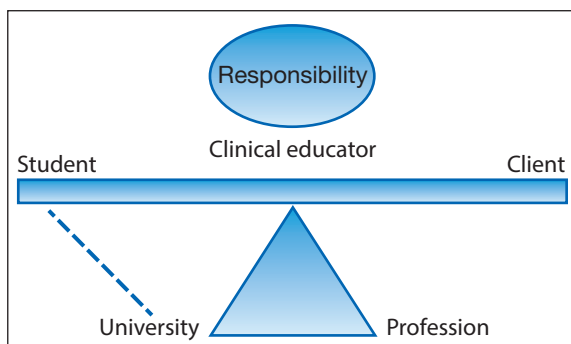 Responsibility
Clinical educator
Student
Client
University
Profession